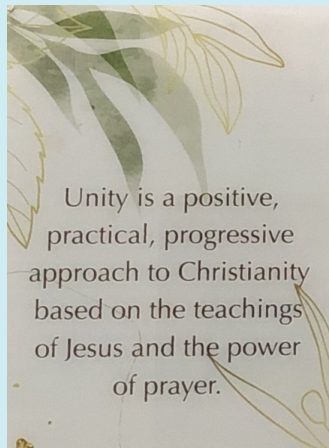 Unity is a positive,
practical, progressive
approach to Christianity
based on the teachings
of Jesus and the power
of prayer.